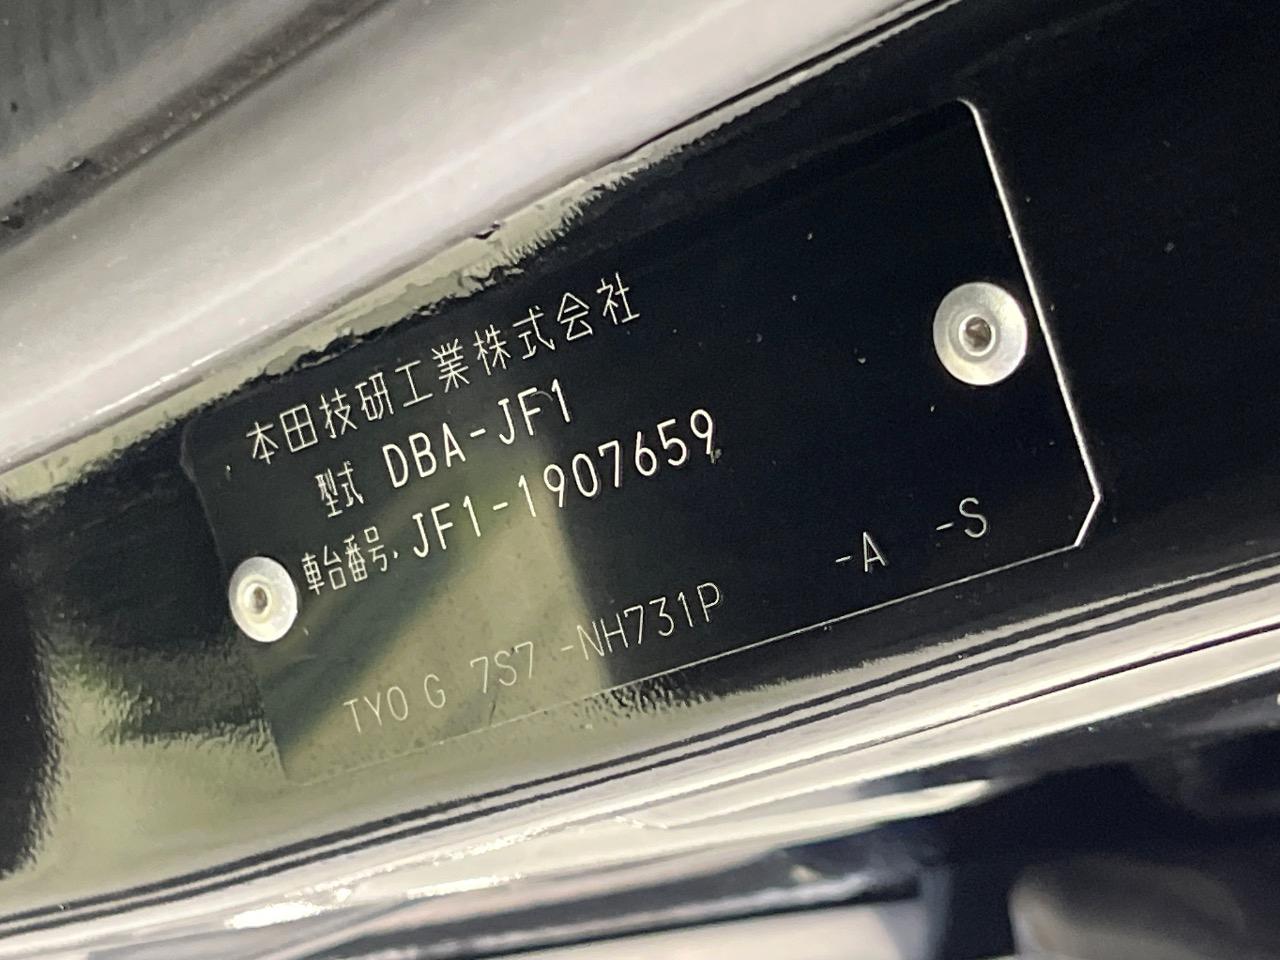 本田技研工業株式会社
型式 DBA-JF1
車台番号. JF1-1907659
TYO G 7S7 -NH731P -A -S